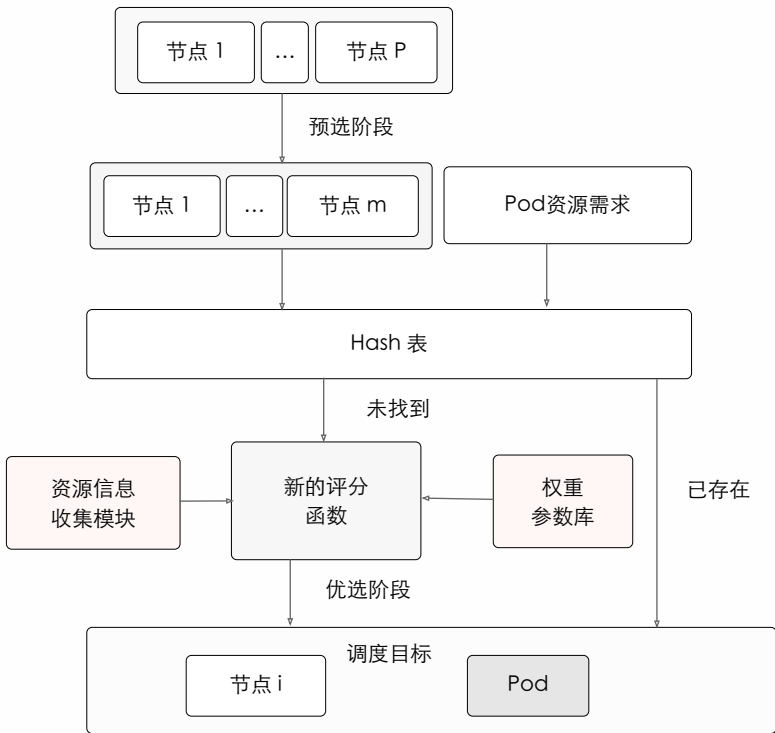 节点 1
...
节点 P
预选阶段
节点 1
...
节点 m
Pod资源需求
Hash 表
未找到
资源信息
收集模块
新的评分
函数
权重
参数库
已存在
优选阶段
调度目标
节点 i
Pod